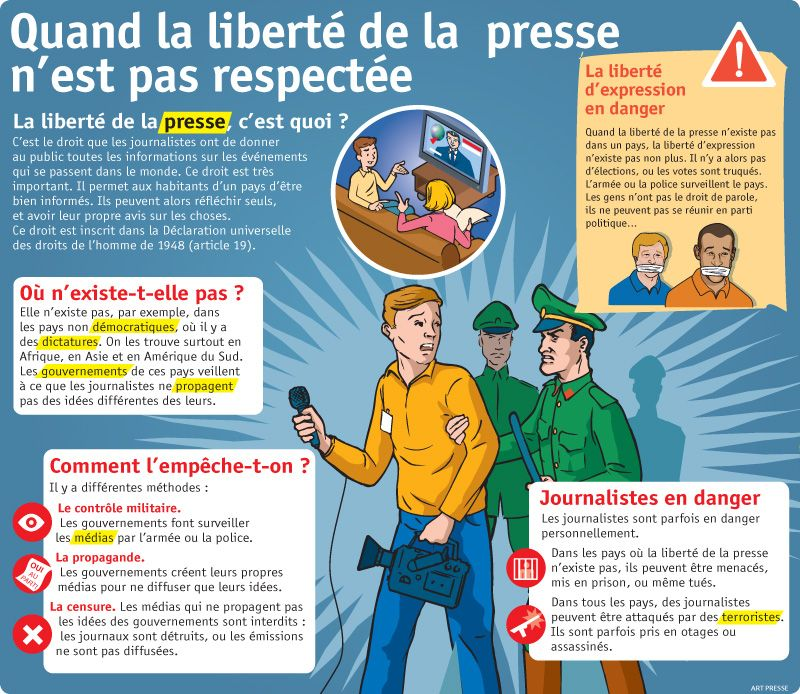 Quand la liberté de la presse
n’est pas respectée
La liberté de la presse, c’est quoi ?
C’est le droit que les journalistes ont de donner
au public toutes les informations sur les événements
qui se passent dans le monde. Ce droit est très
important. Il permet aux habitants d’un pays d’être
bien informés. Ils peuvent alors réfléchir seuls,
et avoir leur propre avis sur les choses.
Ce droit est inscrit dans la Déclaration universelle
des droits de l’homme de 1948 (article 19).
!
La liberté
d’expression
en danger
Quand la liberté de la presse n’existe pas
dans un pays, la liberté d’expression
n’existe pas non plus. Il n’y a alors pas
d’élections, ou les votes sont truqués.
L’armée ou la police surveillent le pays.
Les gens n’ont pas le droit de parole,
ils ne peuvent pas se réunir en parti
politique...
Où n’existe-t-elle pas ?
Elle n’existe pas, par exemple, dans
les pays non démocratiques, où il y a
des dictatures. On les trouve surtout en
Afrique, en Asie et en Amérique du Sud.
Les gouvernements de ces pays veillent
à ce que les journalistes ne propagent
pas des idées différentes des leurs.
Comment l’empêche-t-on ?
Il y a différentes méthodes :
Le contrôle militaire.
Les gouvernements font surveiller
les médias par l’armée ou la police.
OUI
AU
PARTI
La propagande.
Les gouvernements créent leurs propres
médias pour ne diffuser que leurs idées.
La censure. Les médias qui ne propagent pas
les idées des gouvernements sont interdits :
les journaux sont détruits, ou les émissions
ne sont pas diffusées.
Journalistes en danger
Les journalistes sont parfois en danger
personnellement.
Dans les pays où la liberté de la presse
n’existe pas, ils peuvent être menacés,
mis en prison, ou même tués.
Dans tous les pays, des journalistes
peuvent être attaqués par des terroristes.
Ils sont parfois pris en otages ou
assassinés.
ART PRESSE